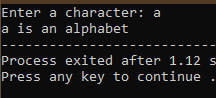 Enter a character: a
a is an alphabet
--------------------------------
Process exited after 1.12 s
Press any key to continue .